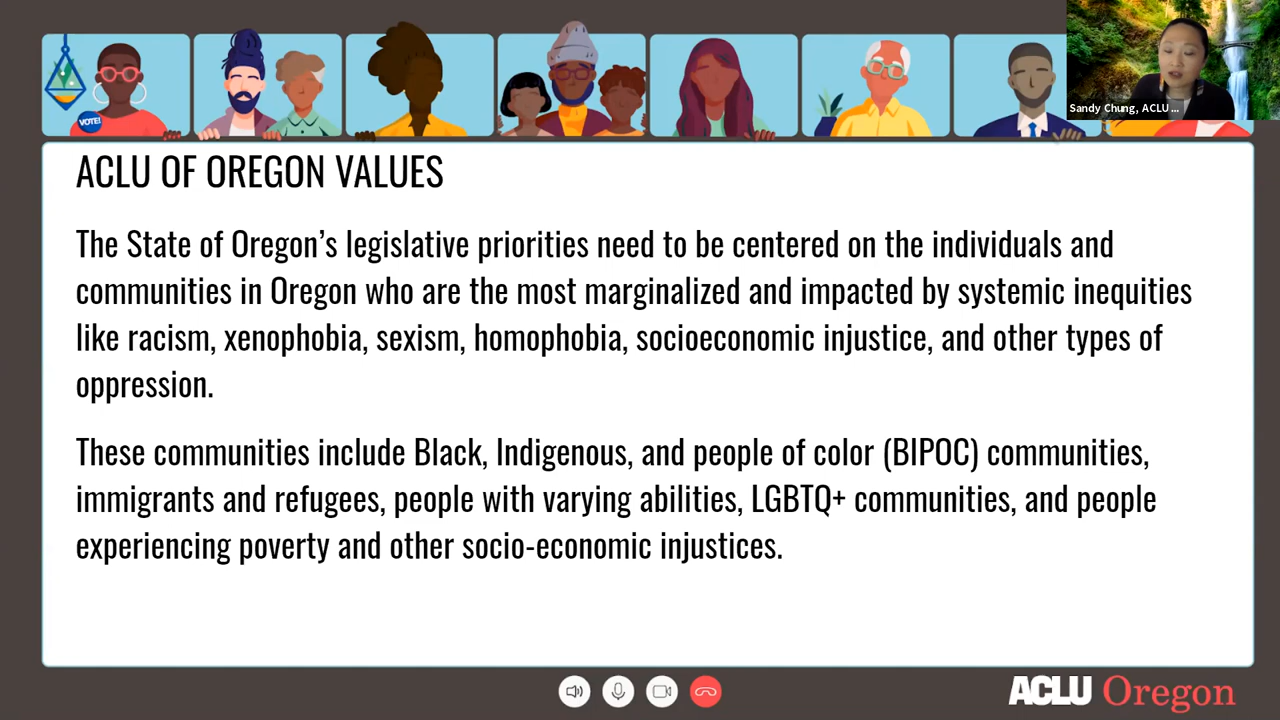 VOTE!
Sandy Chung, ACLU ...
ACLU OF OREGON VALUES
The State of Oregon’s legislative priorities need to be centered on the individuals and
communities in Oregon who are the most marginalized and impacted by systemic inequities
like racism, xenophobia, sexism, homophobia, socioeconomic injustice, and other types of
oppression.
These communities include Black, Indigenous, and people of color (BIPOC) communities,
immigrants and refugees, people with varying abilities, LGBTQ+ communities, and people
experiencing poverty and other socio-economic injustices.
ACLU Oregon